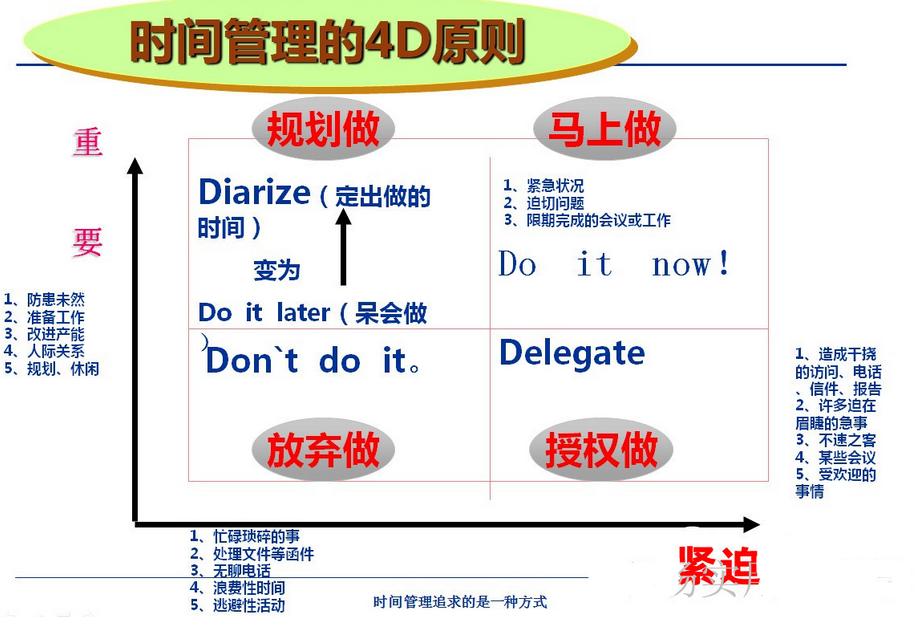 时间管理的4D原则
规划做
马上做
重
要
Diarize（定出做的
时间）
变为
Do it later（呆会做
）
1、紧急状况
2、迫切问题
3、限期完成的会议或工作
Do it now！
1、防患未然
2、准备工作
3、改进产能
4、人际关系
5、规划、休闲
Don`t do it。
放弃做
Delegate
授权做
1、造成干挠
的访问、电话
、信件、报告
2、许多迫在
眉睫的急事
3、不速之客
4、某些会议
5、受欢迎的
事情
1、忙碌琐碎的事
2、处理文件等函件
3、无聊电话
4、浪费性时间
5、逃避性活动
紧迫
时间管理追求的是一种方式